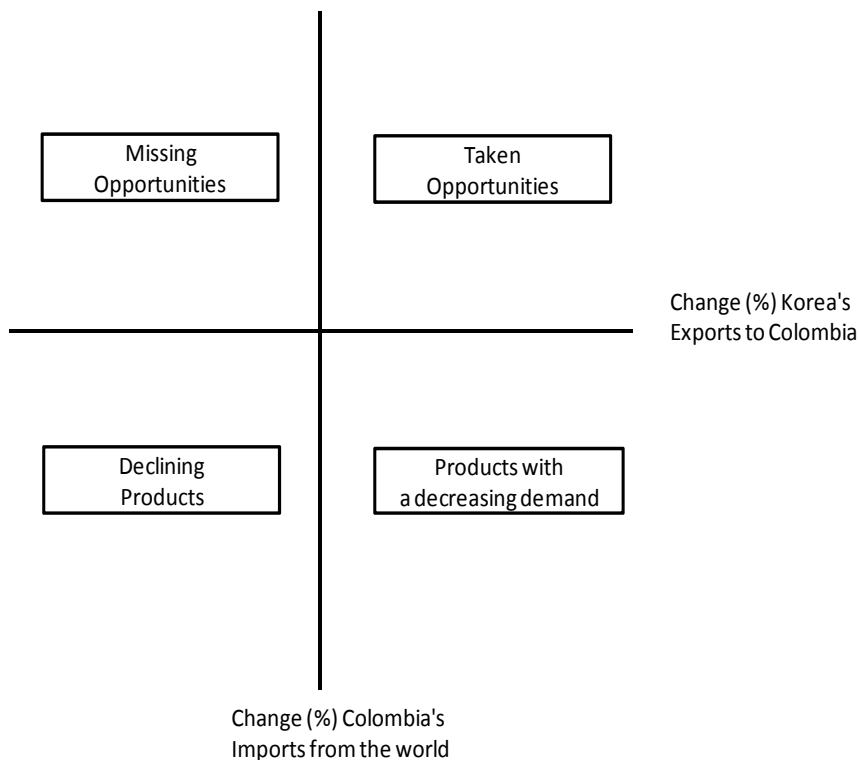 Missing
Opportunities
Taken
Opportunities
Change (%) Korea's
Exports to Colombia
Declining
Products
Products with
a decreasing demand
Change (%) Colombia's
Imports from the world